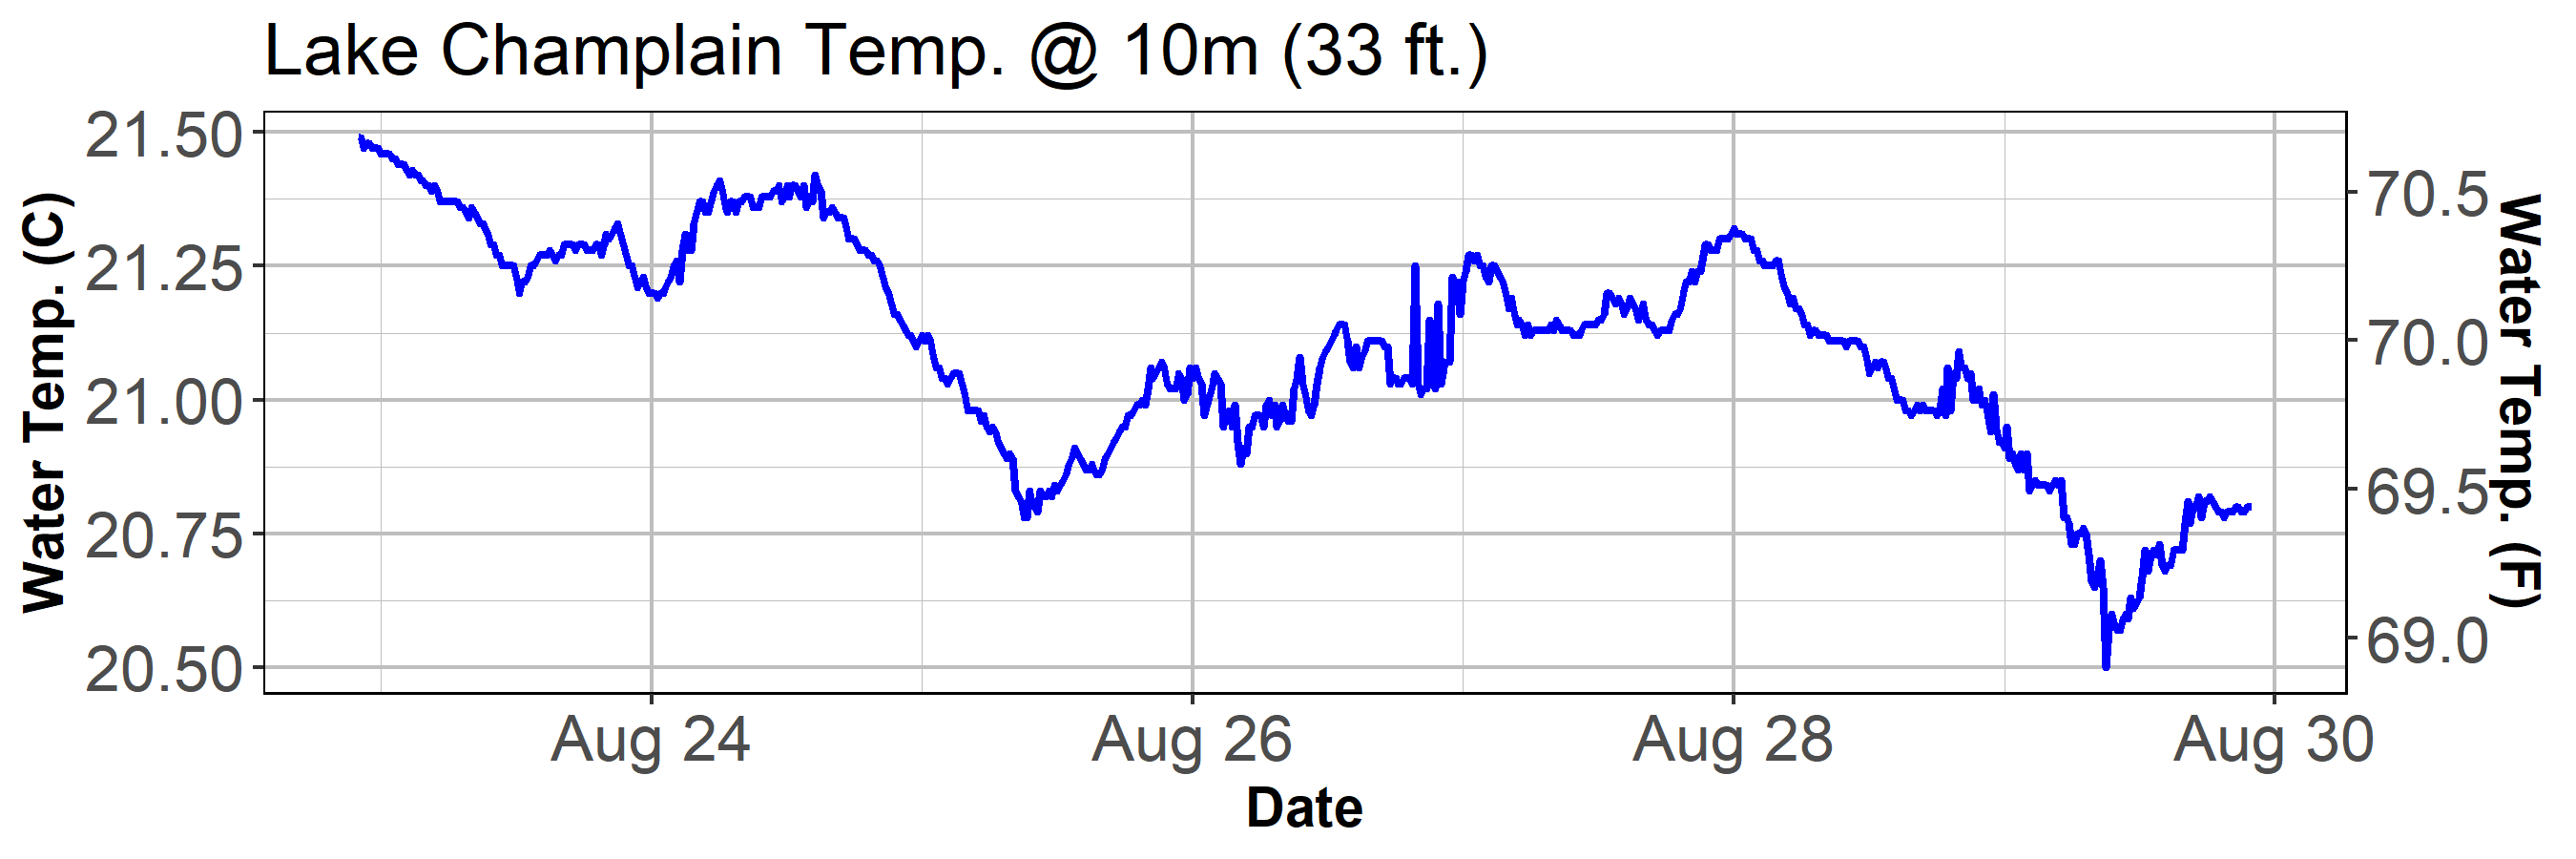 Lake Champlain Temp. @ 10m (33 ft.)
Water Temp. (C)
21.50
21.25
21.00
20.75
20.50
70.5
70.0
69.5
69.0
Water Temp. (F)
Aug 24 Aug 26 Aug 28 Aug 30
Date